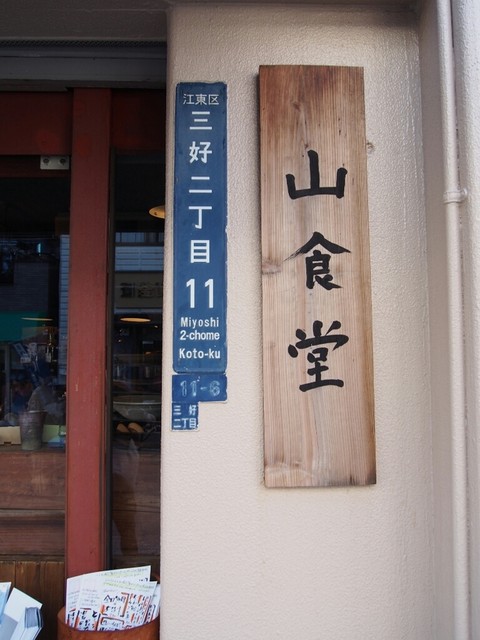 江東区
三好二丁目
11
Miyoshi
2-chome
Koto-ku
11-6
三好
二丁目
山食堂